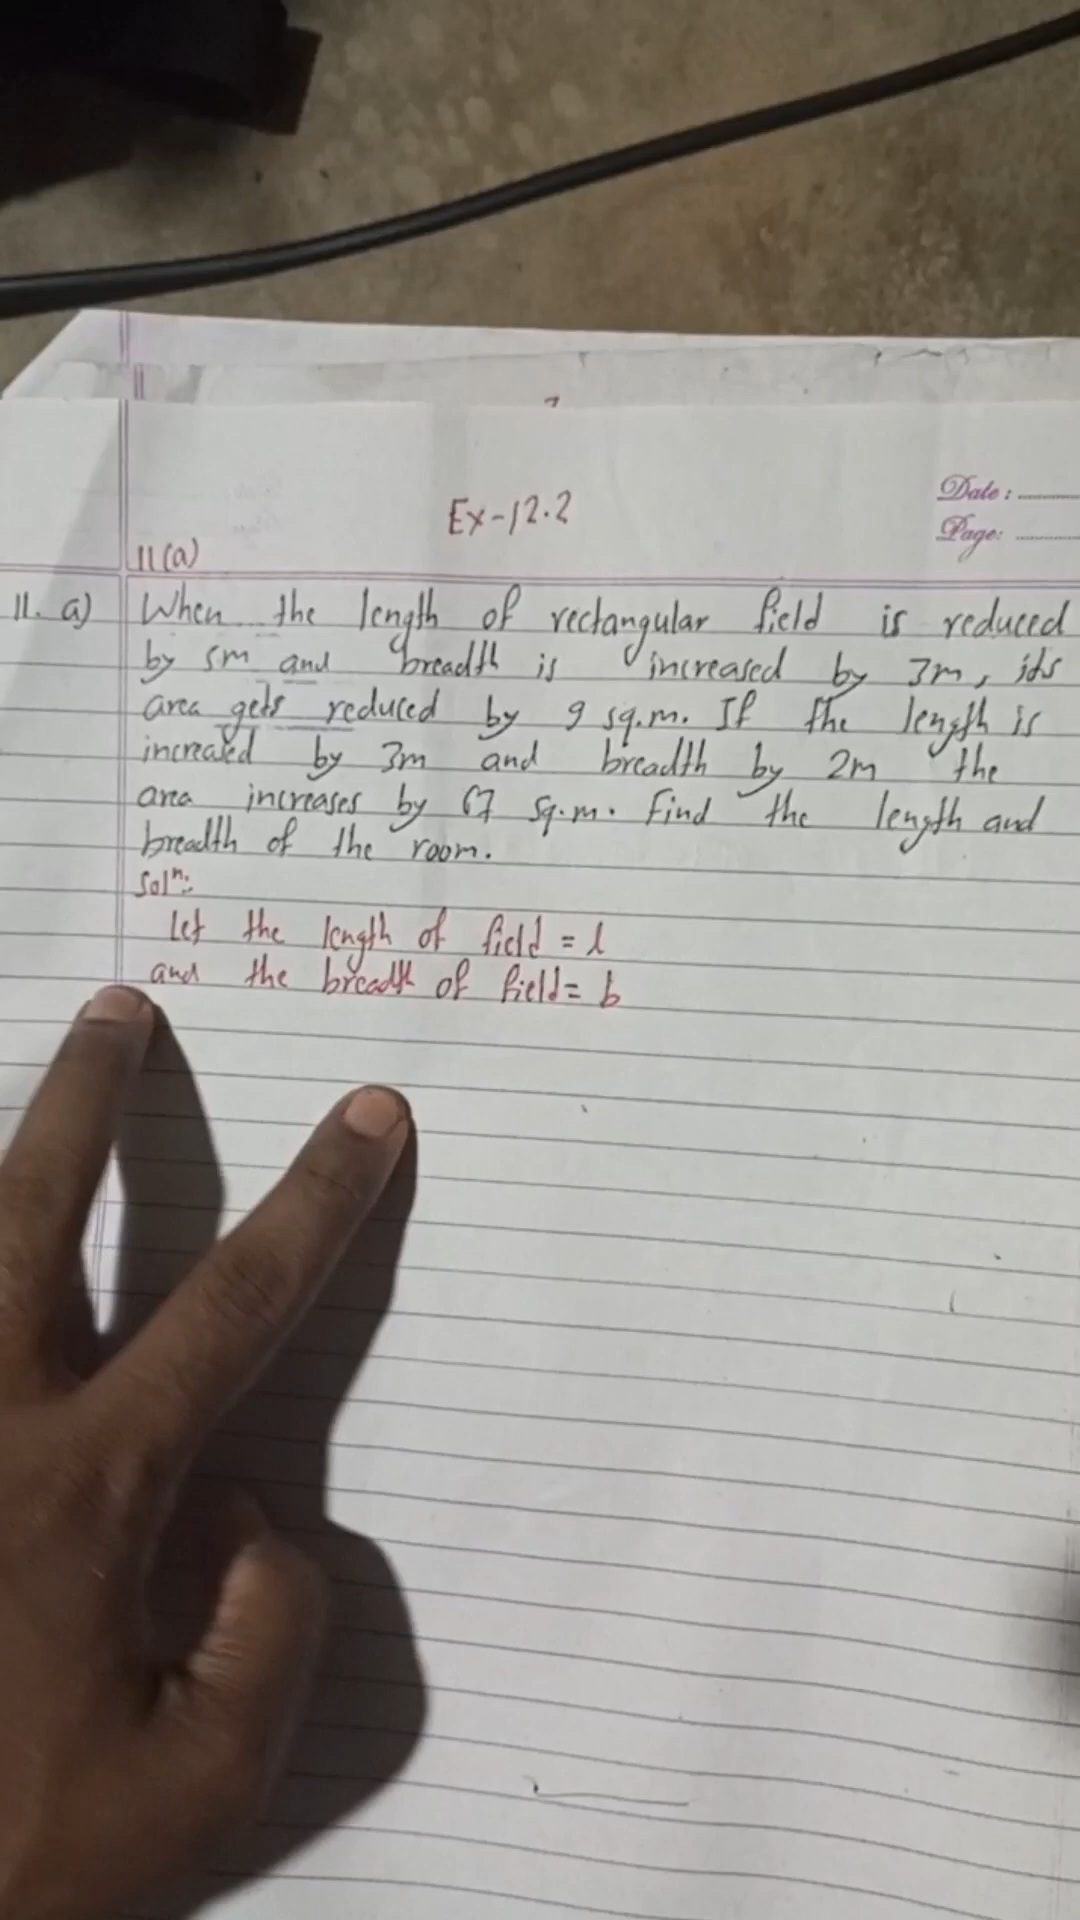 Ex-12.2
Date:
Page:
11(a)
11. a) When the length of rectangular field is reduced
by 5m and breadth is increased by 3m, its
area gets reduced by 9 sq.m. If the length is
increased by 3m and breadth by 2m the
area increases by 67 sq.m. Find the length and
breadth of the room.
Solⁿ:
Let the length of field = l
and the breadth of field = b